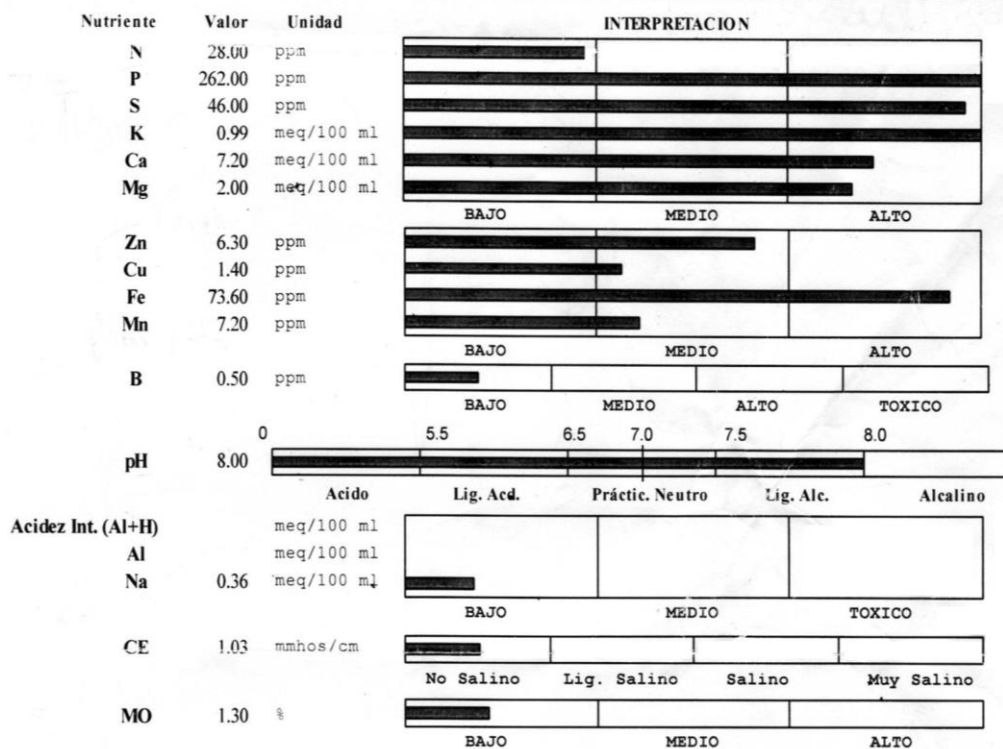 Nutriente Valor Unidad INTERPRETACION
N 28.00 ppm
P 262.00 ppm
S 46.00 ppm
K 0.99 meq/100 ml
Ca 7.20 meq/100 ml
Mg 2.00 meq/100 ml
BAJO MEDIO ALTO
Zn 6.30 ppm
Cu 1.40 ppm
Fe 73.60 ppm
Mn 7.20 ppm
BAJO MEDIO ALTO
B 0.50 ppm
BAJO MEDIO ALTO TOXICO
0 5.5 6.5 7.0 7.5 8.0
pH 8.00
Acido Lig. Acd. Práctic. Neutro Lig. Alc. Alcalino
Acidez Int. (Al+H) meq/100 ml
Al meq/100 ml
Na 0.36 meq/100 ml
BAJO MEDIO TOXICO
CE 1.03 mmhos/cm
No Salino Lig. Salino Salino Muy Salino
MO 1.30 %
BAJO MEDIO ALTO